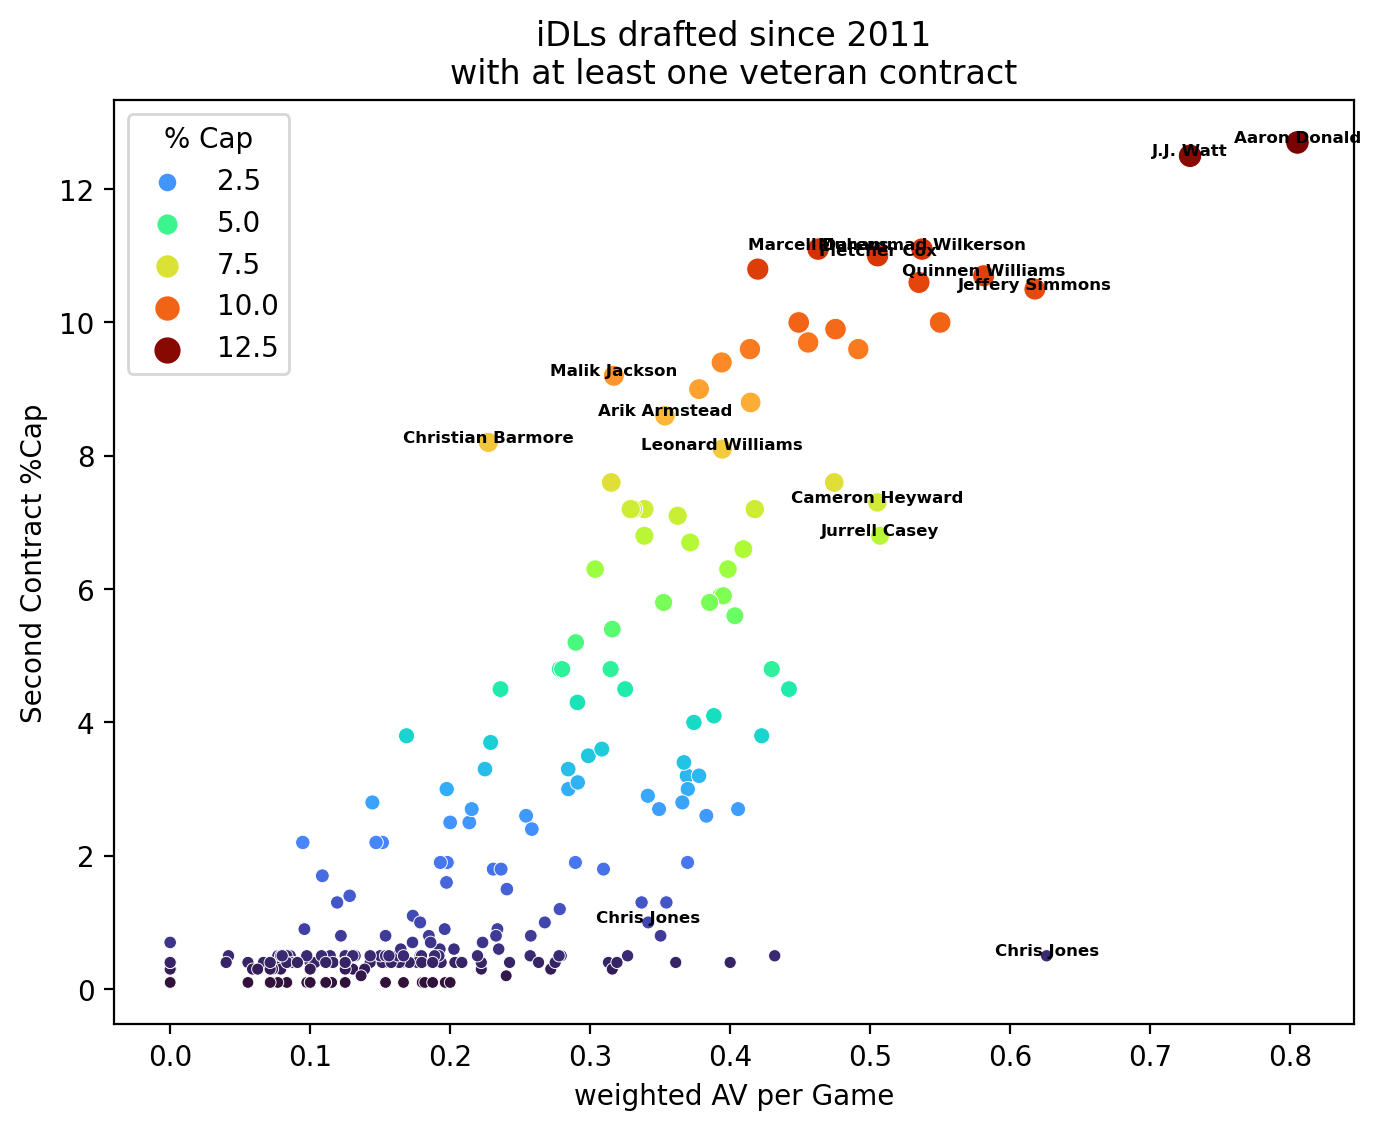 iDLs drafted since 2011
with at least one veteran contract
% Cap
2.5
5.0
7.5
10.0
12.5
Aaron Donald
J.J. Watt
Marcell
Muhammad Wilkerson
Fletcher Cox
Quinnen Williams
Jeffery Simmons
Malik Jackson
Arik Armstead
Christian Barmore
Leonard Williams
Cameron Heyward
Jurrell Casey
Chris Jones
Chris Jones
Second Contract %Cap
12
10
8
6
4
2
0
0.0 0.1 0.2 0.3 0.4 0.5 0.6 0.7 0.8
weighted AV per Game